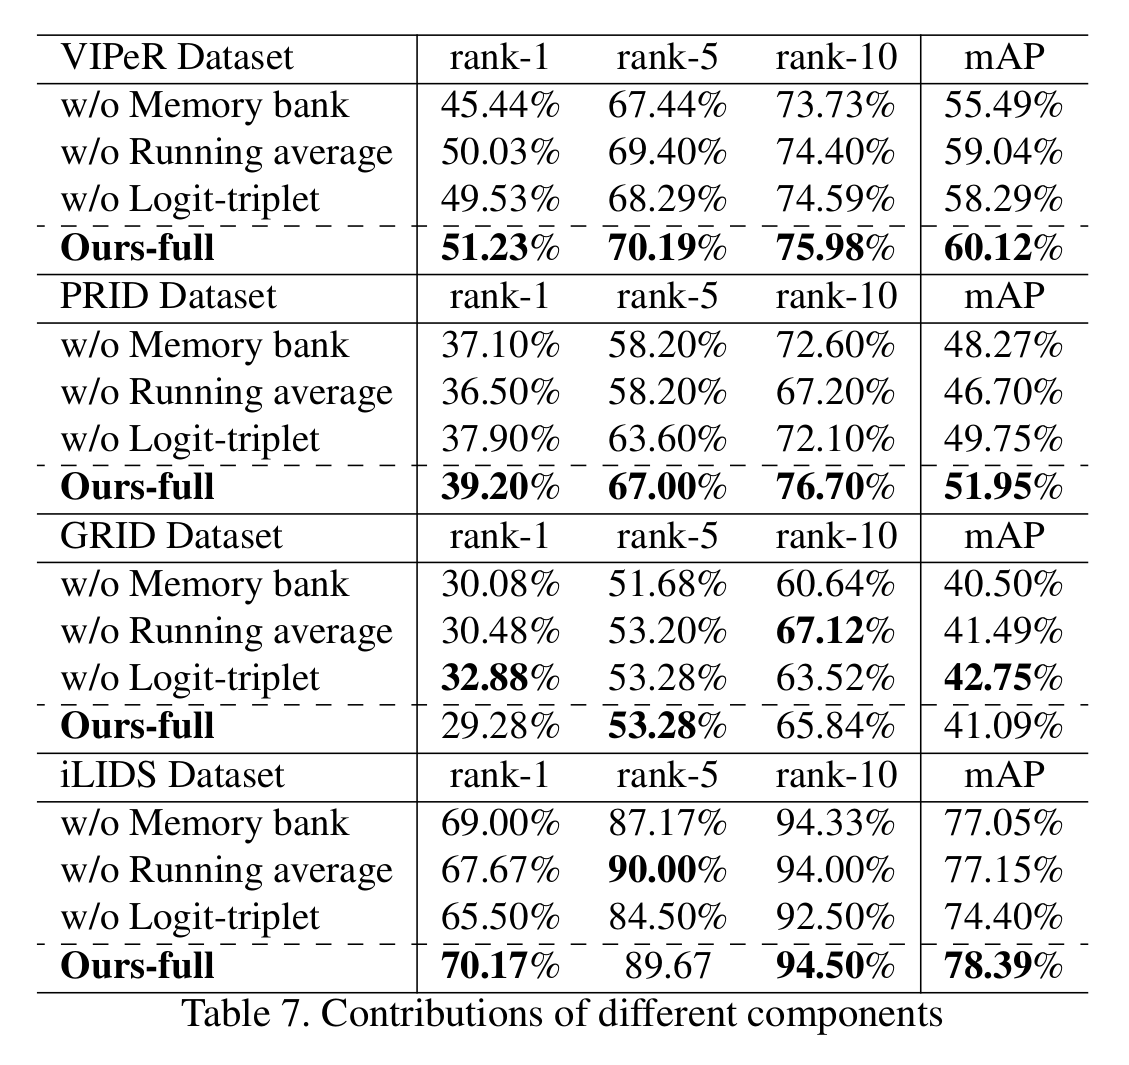 VIPeR Dataset rank-1 rank-5 rank-10 mAP
w/o Memory bank 45.44% 67.44% 73.73% 55.49%
w/o Running average 50.03% 69.40% 74.40% 59.04%
w/o Logit-triplet 49.53% 68.29% 74.59% 58.29%
Ours-full 51.23% 70.19% 75.98% 60.12%
PRID Dataset rank-1 rank-5 rank-10 mAP
w/o Memory bank 37.10% 58.20% 72.60% 48.27%
w/o Running average 36.50% 58.20% 67.20% 46.70%
w/o Logit-triplet 37.90% 63.60% 72.10% 49.75%
Ours-full 39.20% 67.00% 76.70% 51.95%
GRID Dataset rank-1 rank-5 rank-10 mAP
w/o Memory bank 30.08% 51.68% 60.64% 40.50%
w/o Running average 30.48% 53.20% 67.12% 41.49%
w/o Logit-triplet 32.88% 53.28% 63.52% 42.75%
Ours-full 29.28% 53.28% 65.84% 41.09%
iLIDS Dataset rank-1 rank-5 rank-10 mAP
w/o Memory bank 69.00% 87.17% 94.33% 77.05%
w/o Running average 67.67% 90.00% 94.00% 77.15%
w/o Logit-triplet 65.50% 84.50% 92.50% 74.40%
Ours-full 70.17% 89.67 94.50% 78.39%
Table 7. Contributions of different components